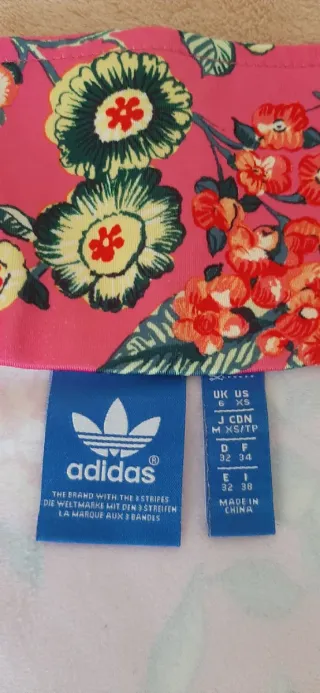 adidas®
THE BRAND WITH THE 3 STRIPES
DIE WELTMARKE MIT DEN 3 STREIFEN
LA MARQUE AUX 3 BANDES
UK US
6 XS
J CDN
M XS/TP
D F
32 34
E I
32 38
MADE IN
CHINA